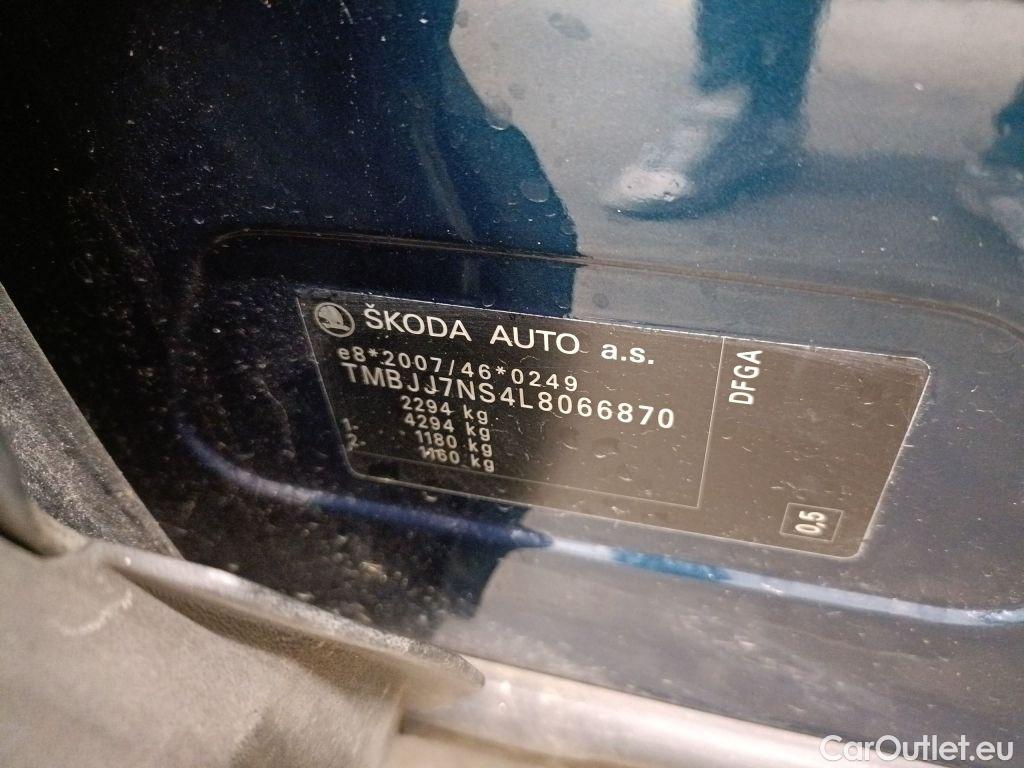 ŠKODA AUTO a.s.
e8*2007/46*0249
TMBJJ7NS4L8066870
2294 kg
4294 kg
1- 1180 kg
2- 1160 kg
DFGA
0,5
CarOutlet.eu